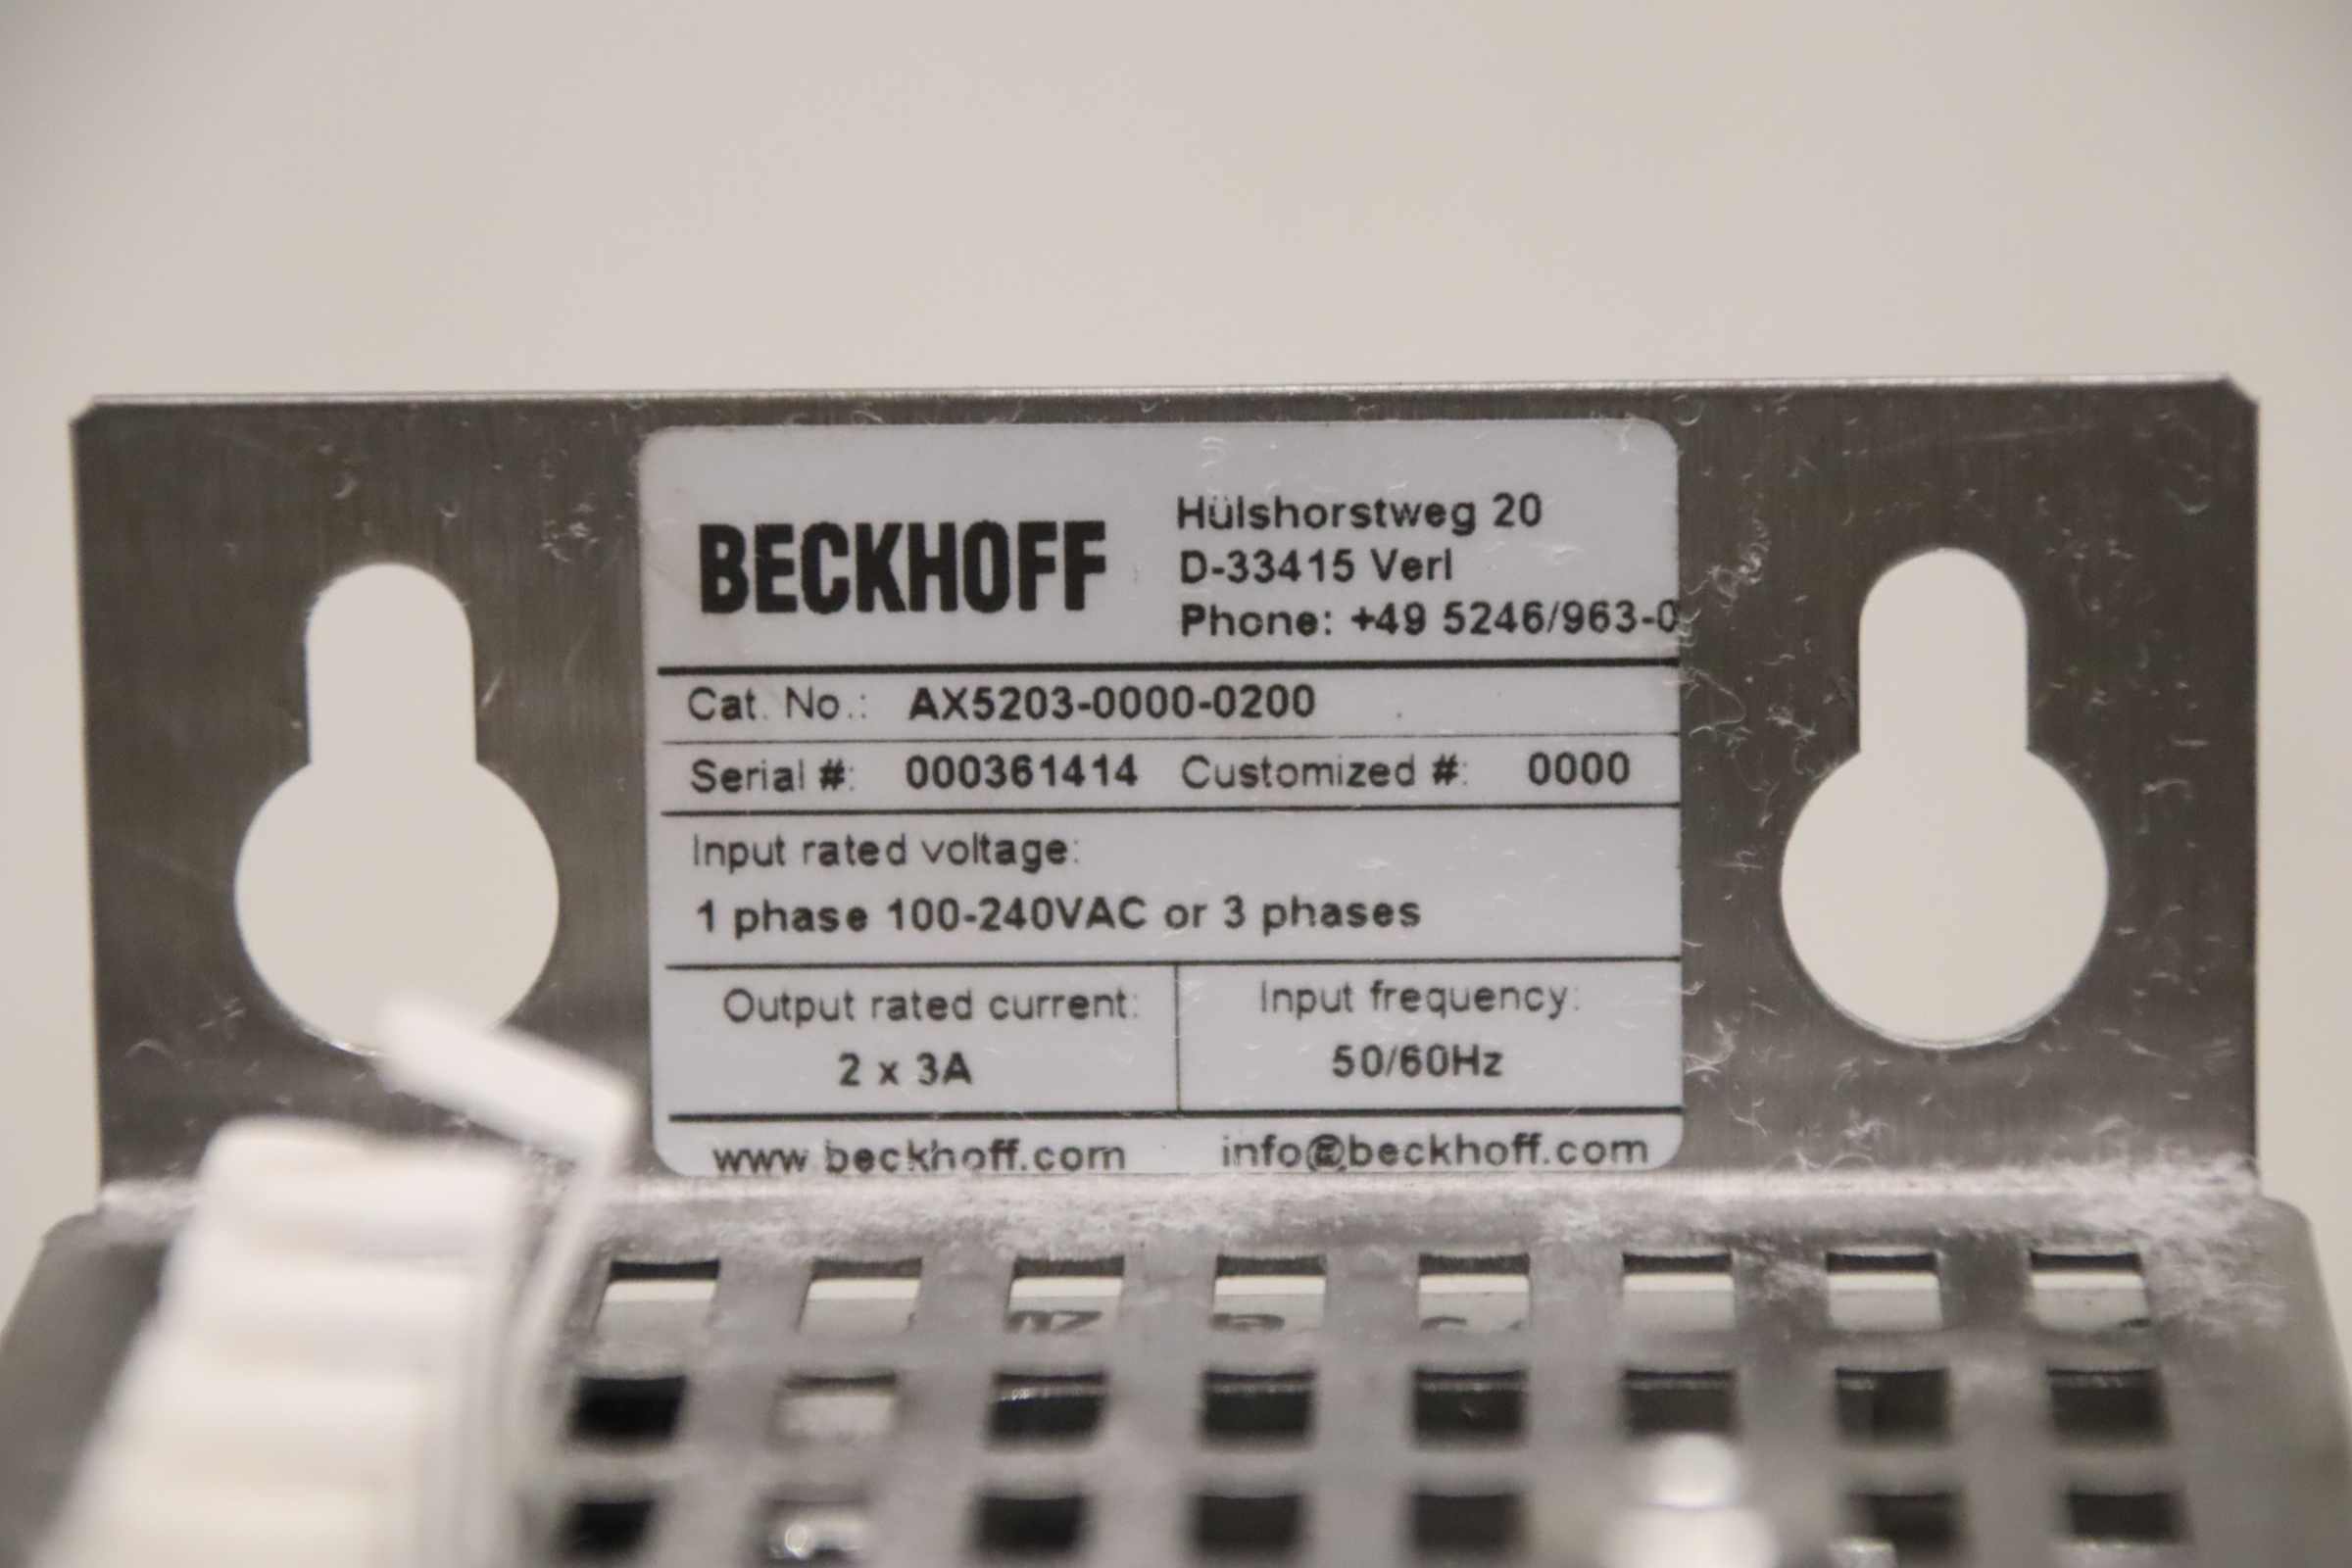 BECKHOFF
Hülshorstweg 20
D-33415 Verl
Phone: +49 5246/963-0
Cat. No.: AX5203-0000-0200
Serial #: 000361414 Customized #: 0000
Input rated voltage:
1 phase 100-240VAC or 3 phases
Output rated current:
2 x 3A
Input frequency:
50/60Hz
www.beckhoff.com info@beckhoff.com